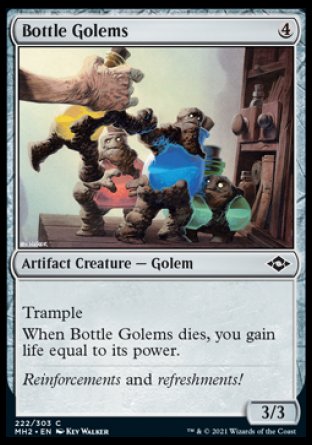 Bottle Golems 4
Artifact Creature — Golem
Trample
When Bottle Golems dies, you gain
life equal to its power.
Reinforcements and refreshments!
3/3
222/303 C
MH2 • EN Key Walker
™ & © 2021 Wizards of the Coast